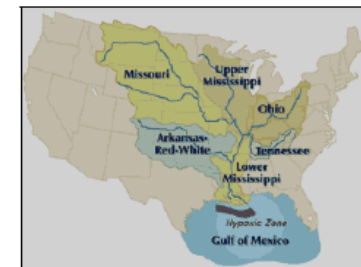 Missouri
Upper
Mississippi
Ohio
Arkansas-
Red-White
Tennessee
Lower
Mississippi
Hypoxic Zone
Gulf of Mexico